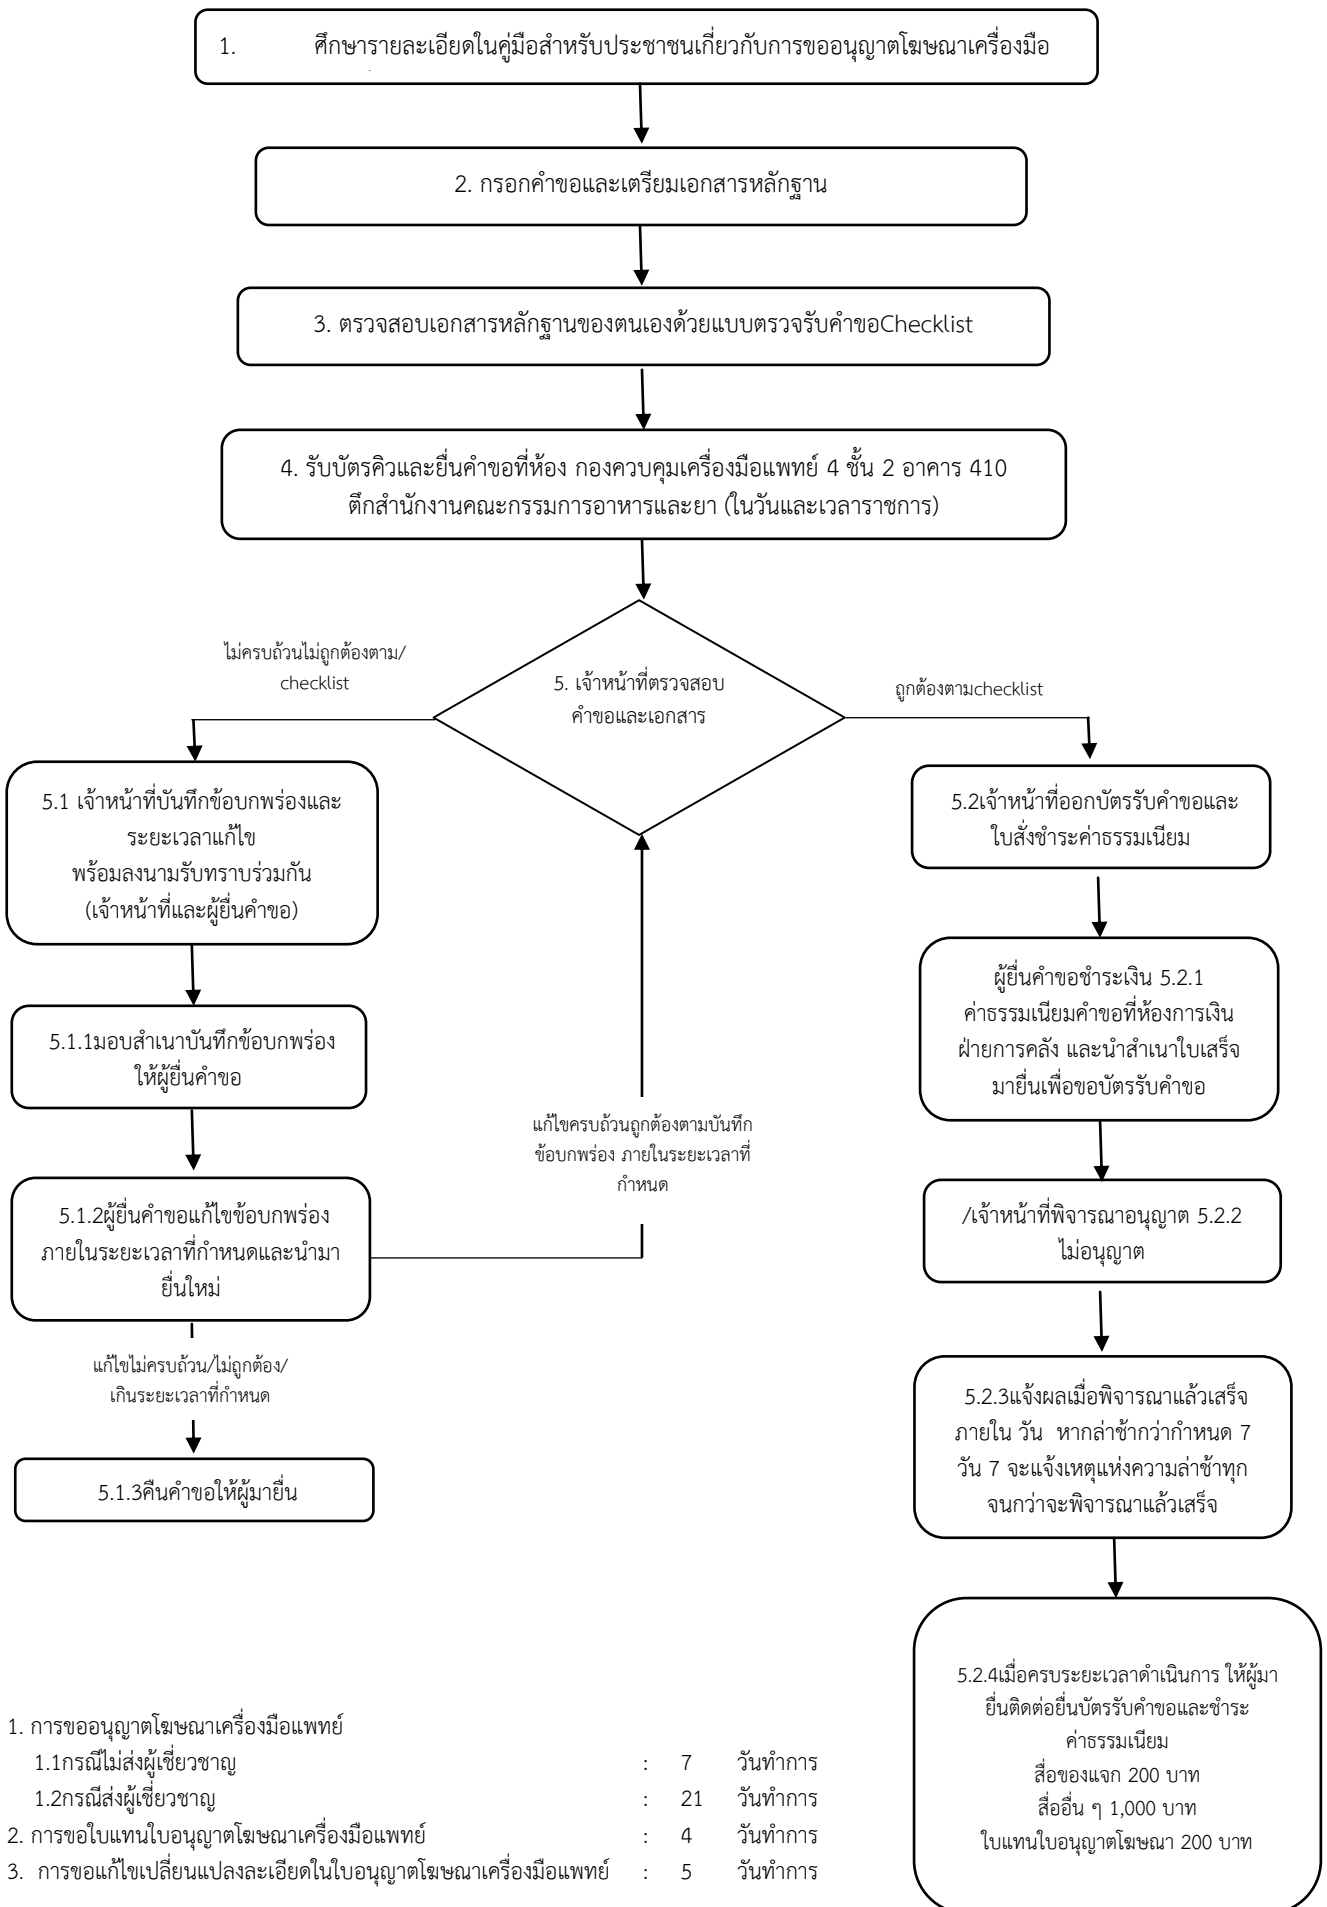 1. ศึกษารายละเอียดในคู่มือสำหรับประชาชนเกี่ยวกับการขออนุญาตโฆษณาเครื่องมือ
2. กรอกคำขอและเตรียมเอกสารหลักฐาน
3. ตรวจสอบเอกสารหลักฐานของตนเองด้วยแบบตรวจรับคำขอChecklist
4. รับบัตรคิวและยื่นคำขอที่ห้อง กองควบคุมเครื่องมือแพทย์ 4 ชั้น 2 อาคาร 410
ตึกสำนักงานคณะกรรมการอาหารและยา (ในวันและเวลาราชการ)
5. เจ้าหน้าที่ตรวจสอบ
คำขอและเอกสาร
ไม่ครบถ้วนไม่ถูกต้องตาม/
checklist
5.1 เจ้าหน้าที่บันทึกข้อบกพร่องและ
ระยะเวลาแก้ไข
พร้อมลงนามรับทราบร่วมกัน
(เจ้าหน้าที่และผู้ยื่นคำขอ)
5.1.1มอบสำเนาบันทึกข้อบกพร่อง
ให้ผู้ยื่นคำขอ
5.1.2ผู้ยื่นคำขอแก้ไขข้อบกพร่อง
ภายในระยะเวลาที่กำหนดและนำมา
ยื่นใหม่
แก้ไขครบถ้วนถูกต้องตามบันทึก
ข้อบกพร่อง ภายในระยะเวลาที่
กำหนด
แก้ไขไม่ครบถ้วน/ไม่ถูกต้อง/
เกินระยะเวลาที่กำหนด
5.1.3คืนคำขอให้ผู้มายื่น
ถูกต้องตามchecklist
5.2เจ้าหน้าที่ออกบัตรรับคำขอและ
ใบสั่งชำระค่าธรรมเนียม
ผู้ยื่นคำขอชำระเงิน 5.2.1
ค่าธรรมเนียมคำขอที่ห้องการเงิน
ฝ่ายการคลัง และนำสำเนาใบเสร็จ
มายื่นเพื่อขอบัตรรับคำขอ
/เจ้าหน้าที่พิจารณาอนุญาต 5.2.2
ไม่อนุญาต
5.2.3แจ้งผลเมื่อพิจารณาแล้วเสร็จ
ภายใน วัน หากล่าช้ากว่ากำหนด 7
วัน 7 จะแจ้งเหตุแห่งความล่าช้าทุก
จนกว่าจะพิจารณาแล้วเสร็จ
5.2.4เมื่อครบระยะเวลาดำเนินการ ให้ผู้มา
ยื่นติดต่อยื่นบัตรรับคำขอและชำระ
ค่าธรรมเนียม
สื่อของแจก 200 บาท
สื่ออื่น ๆ 1,000 บาท
ใบแทนใบอนุญาตโฆษณา 200 บาท
1. การขออนุญาตโฆษณาเครื่องมือแพทย์
1.1กรณีไม่ส่งผู้เชี่ยวชาญ : 7 วันทำการ
1.2กรณีส่งผู้เชี่ยวชาญ : 21 วันทำการ
2. การขอใบแทนใบอนุญาตโฆษณาเครื่องมือแพทย์ : 4 วันทำการ
3. การขอแก้ไขเปลี่ยนแปลงละเอียดในใบอนุญาตโฆษณาเครื่องมือแพทย์ : 5 วันทำการ